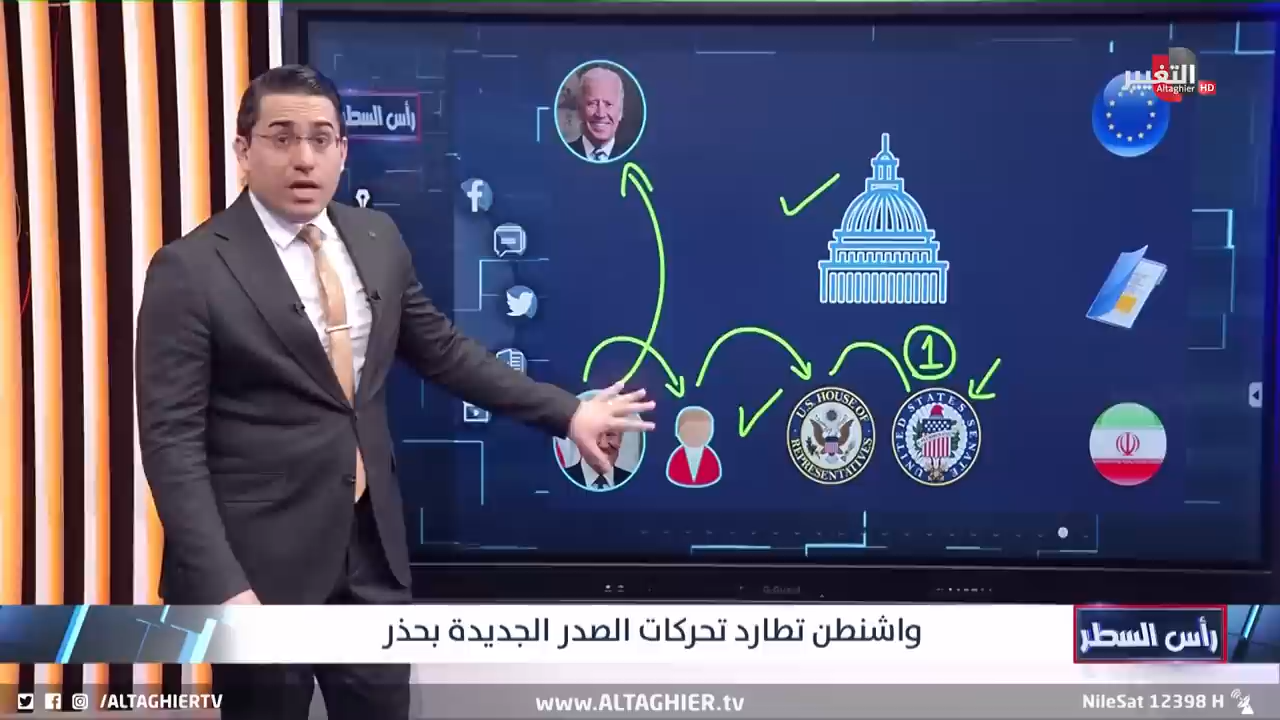 التغيير
Altaghier HD
رأس السطر
1
U.S. HOUSE OF
REPRESENTATIVES
UNITED STATES SENATE
واشنطن تطارد تحركات الصدر الجديدة بحذر
رأس السطر
/ALTAGHIERTV
www.ALTAGHIER.tv
NileSat 12398 H